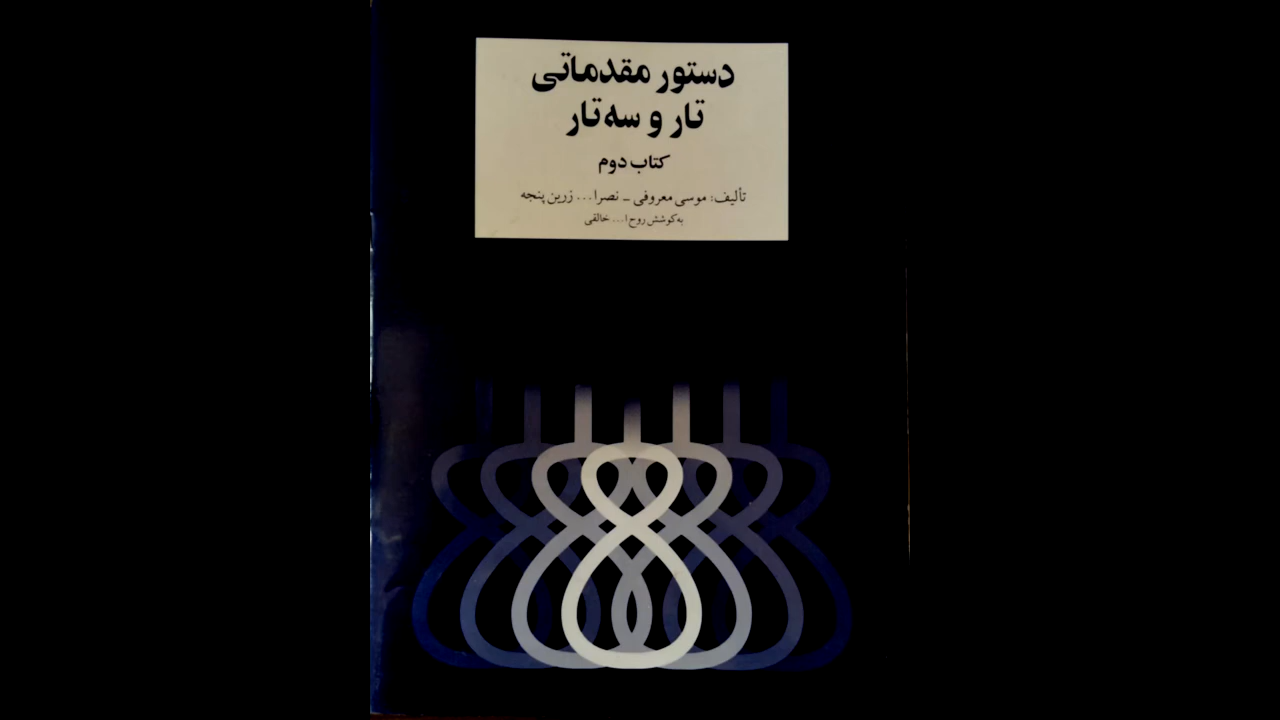 دستور مقدماتی
تار و سه‌تار
کتاب دوم
تألیف: موسی معروفی ـ نصرا... زرین پنجه
به‌کوشش روح ا... خالقی